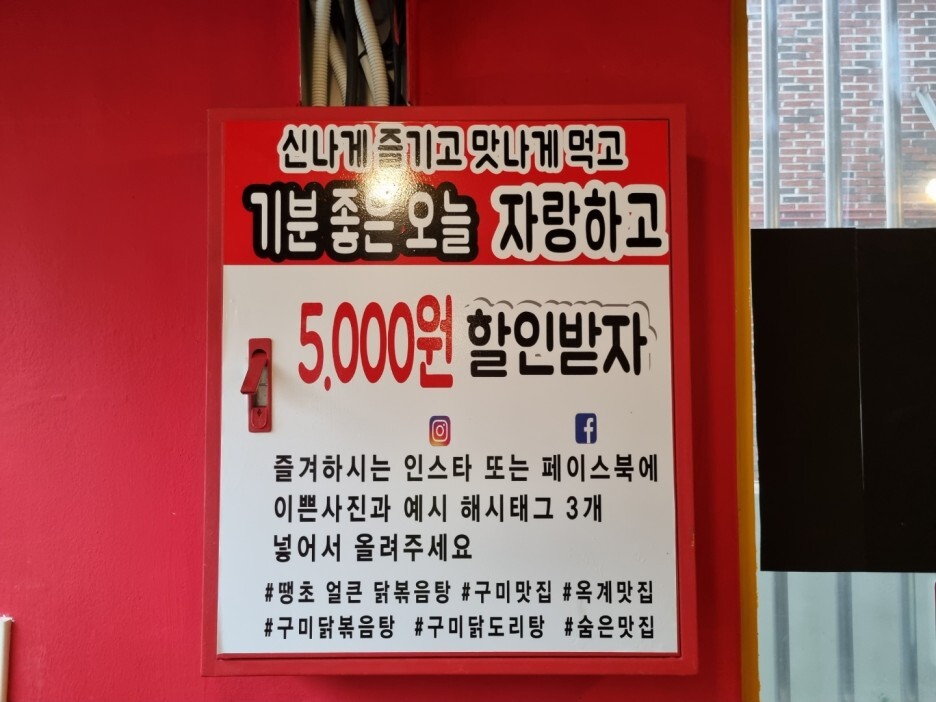 신나게 즐기고 맛나게 먹고
기분 좋은 오늘 자랑하고
5,000원 할인받자
즐겨하시는 인스타 또는 페이스북에
이쁜사진과 예시 해시태그 3개
넣어서 올려주세요
#땡초 얼큰 닭볶음탕 #구미맛집 #옥계맛집
#구미닭볶음탕 #구미닭도리탕 #숨은맛집